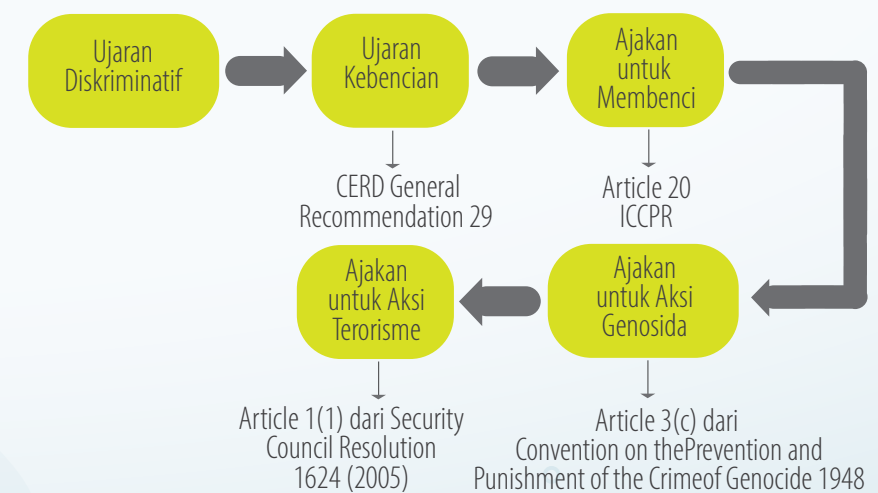 Ujaran
Diskriminatif
Ujaran
Kebencian
Ajakan
untuk
Membenci
CERD General
Recommendation 29
Article 20
ICCPR
Ajakan
untuk Aksi
Terorisme
Ajakan
untuk Aksi
Genosida
Article 1(1) dari Security
Council Resolution
1624 (2005)
Article 3(c) dari
Convention on thePrevention and
Punishment of the Crimeof Genocide 1948